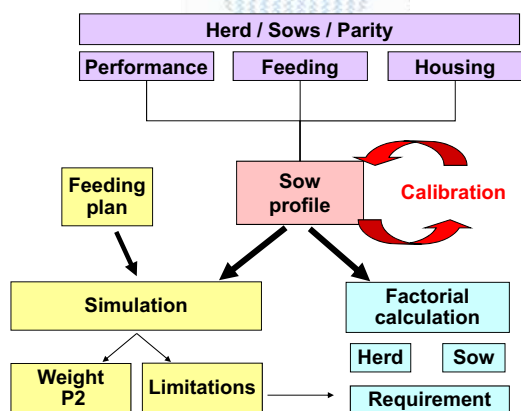 Herd / Sows / Parity
Performance
Feeding
Housing
Feeding
plan
Sow
profile
Calibration
Simulation
Factorial
calculation
Herd
Sow
Weight
P2
Limitations
Requirement